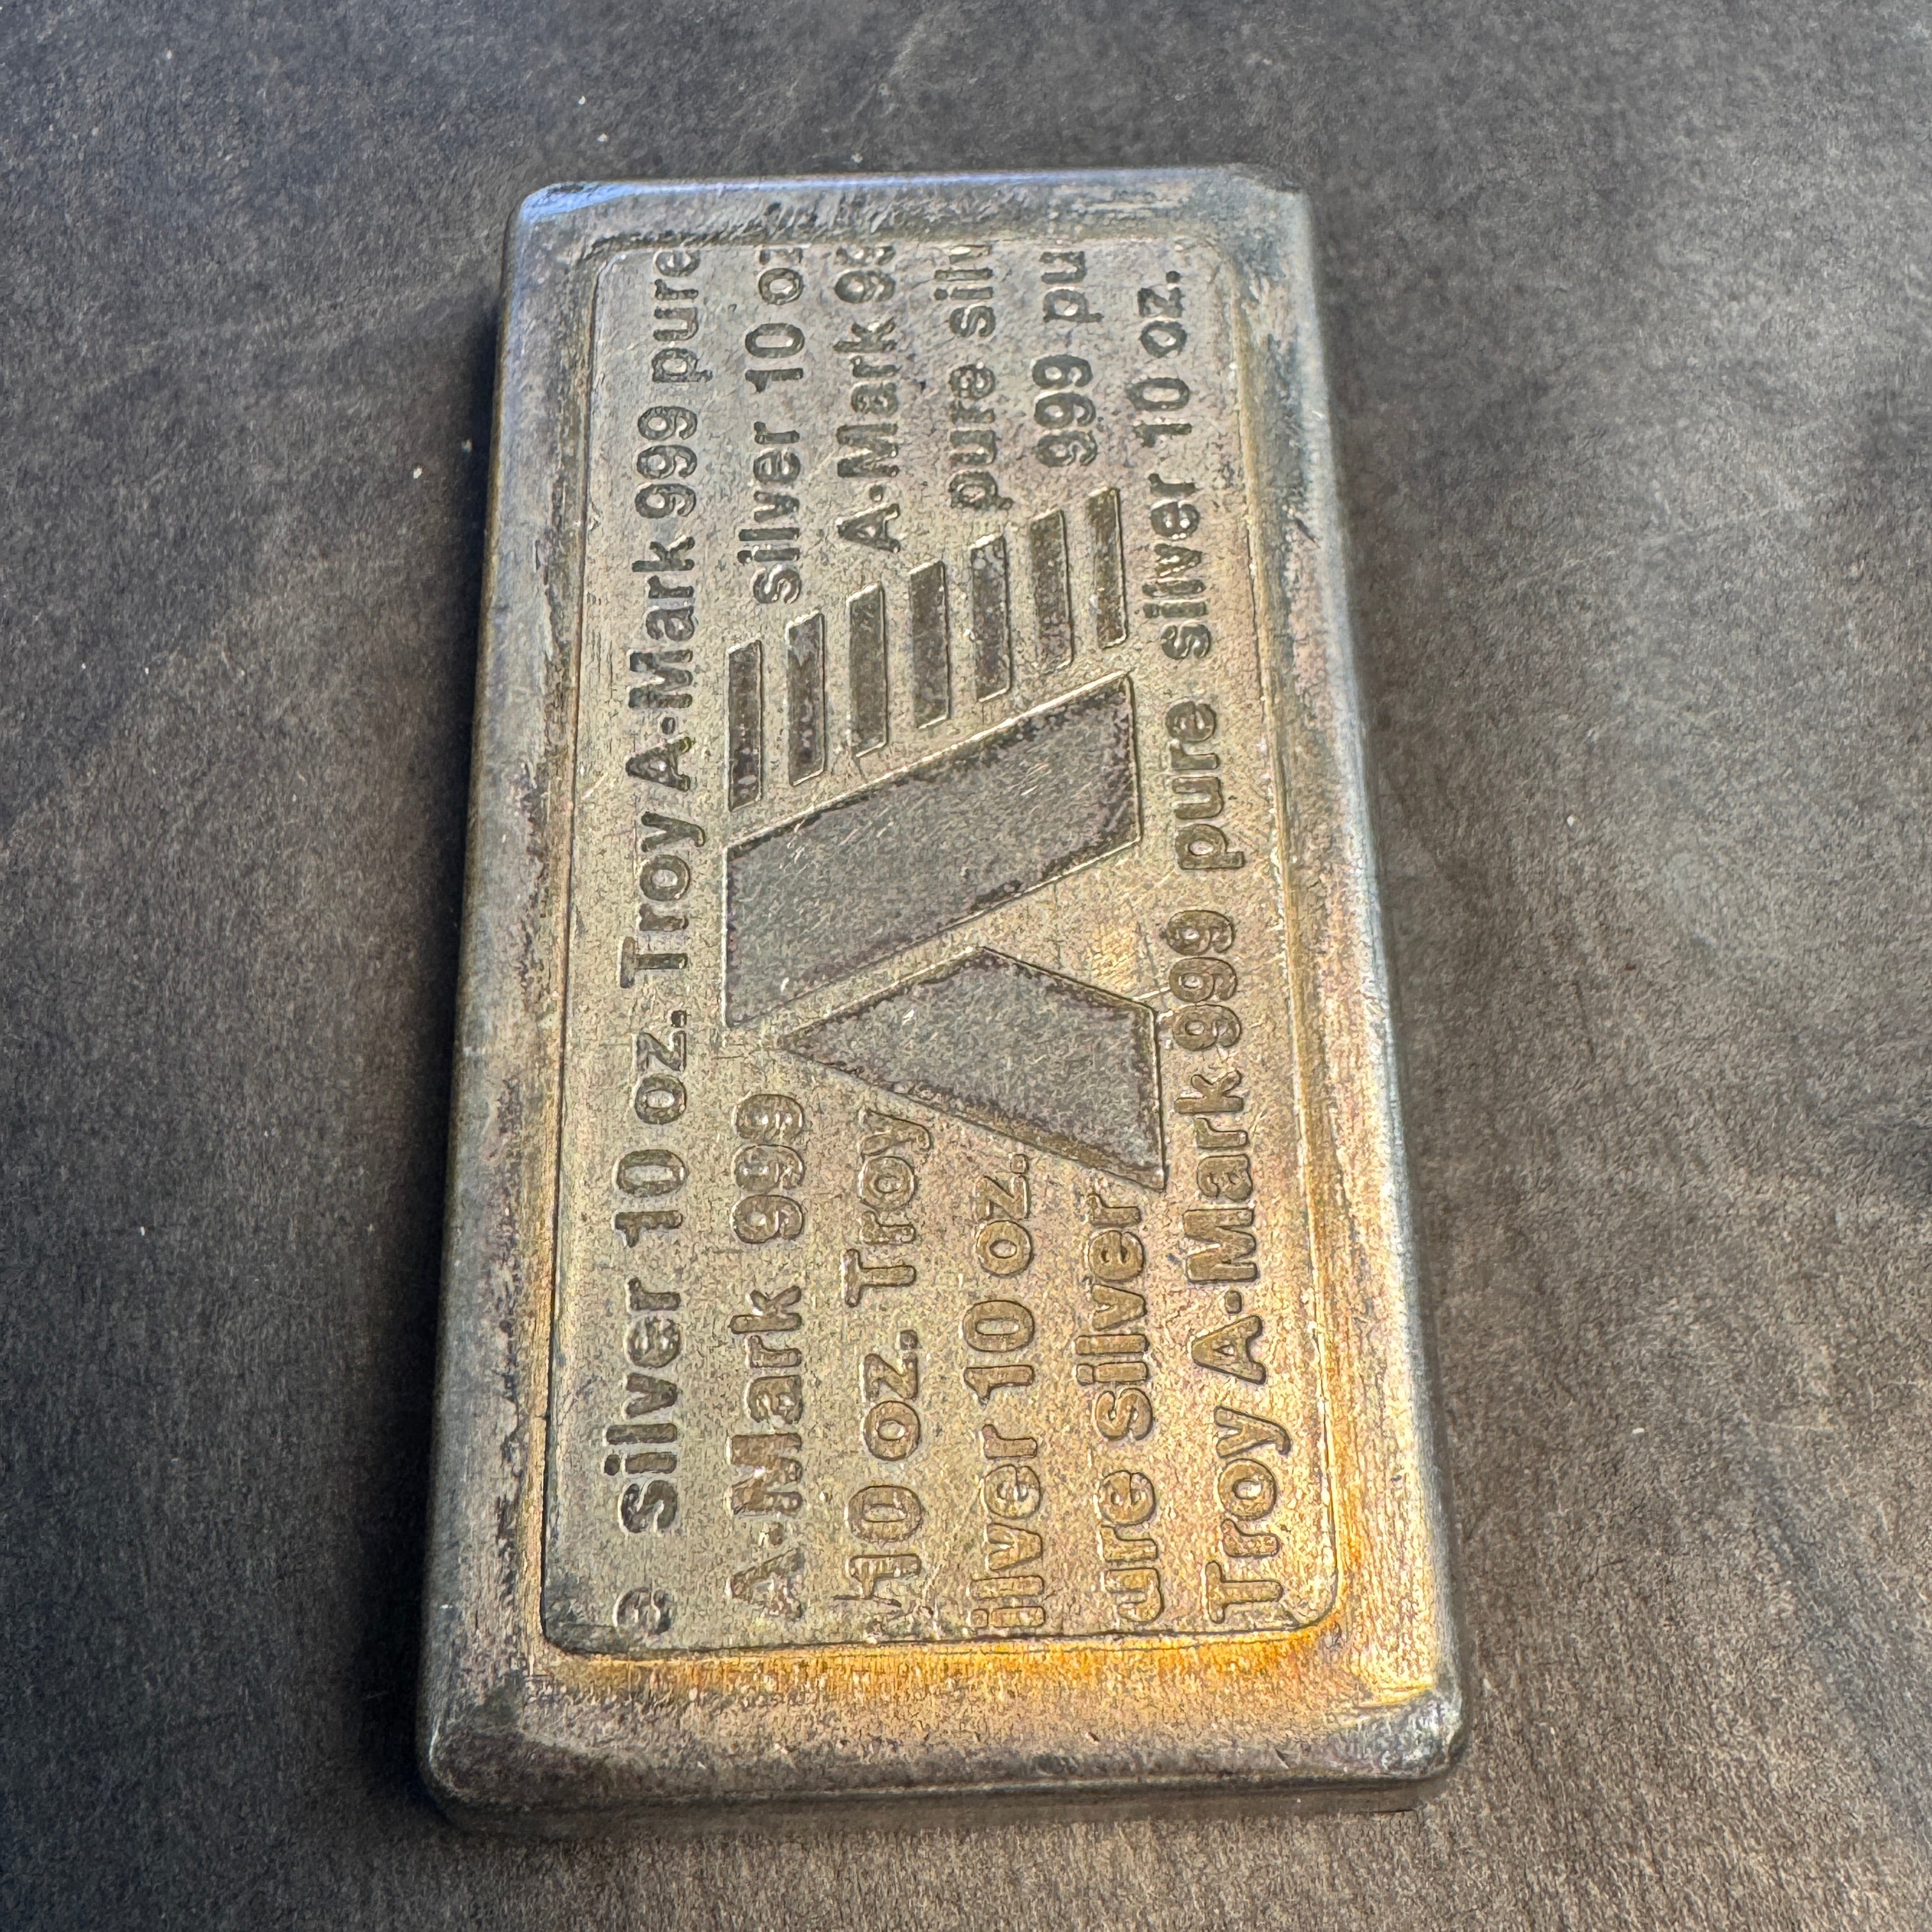 e silver 10 oz. Troy A-Mark 999 pure
A-Mark 999 silver 10 oz
10 oz. Troy A-Mark 99
ilver 10 oz. pure silv
ure silver 999 pu
Troy A-Mark 999 pure silver 10 oz.